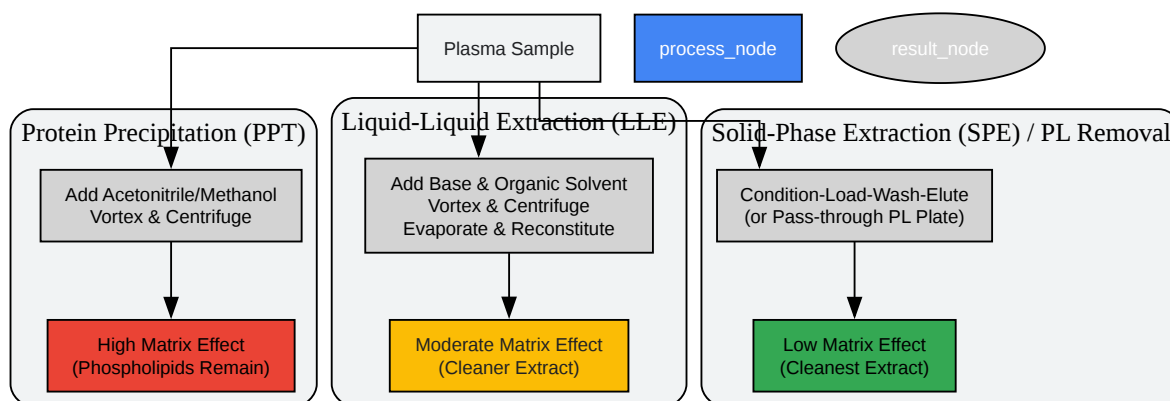 Plasma Sample
process_node
result_node
Protein Precipitation (PPT)
Add Acetonitrile/Methanol
Vortex & Centrifuge
High Matrix Effect
(Phospholipids Remain)
Liquid-Liquid Extraction (LLE)
Add Base & Organic Solvent
Vortex & Centrifuge
Evaporate & Reconstitute
Moderate Matrix Effect
(Cleaner Extract)
Solid-Phase Extraction (SPE) / PL Removal
Condition-Load-Wash-Elute
(or Pass-through PL Plate)
Low Matrix Effect
(Cleanest Extract)